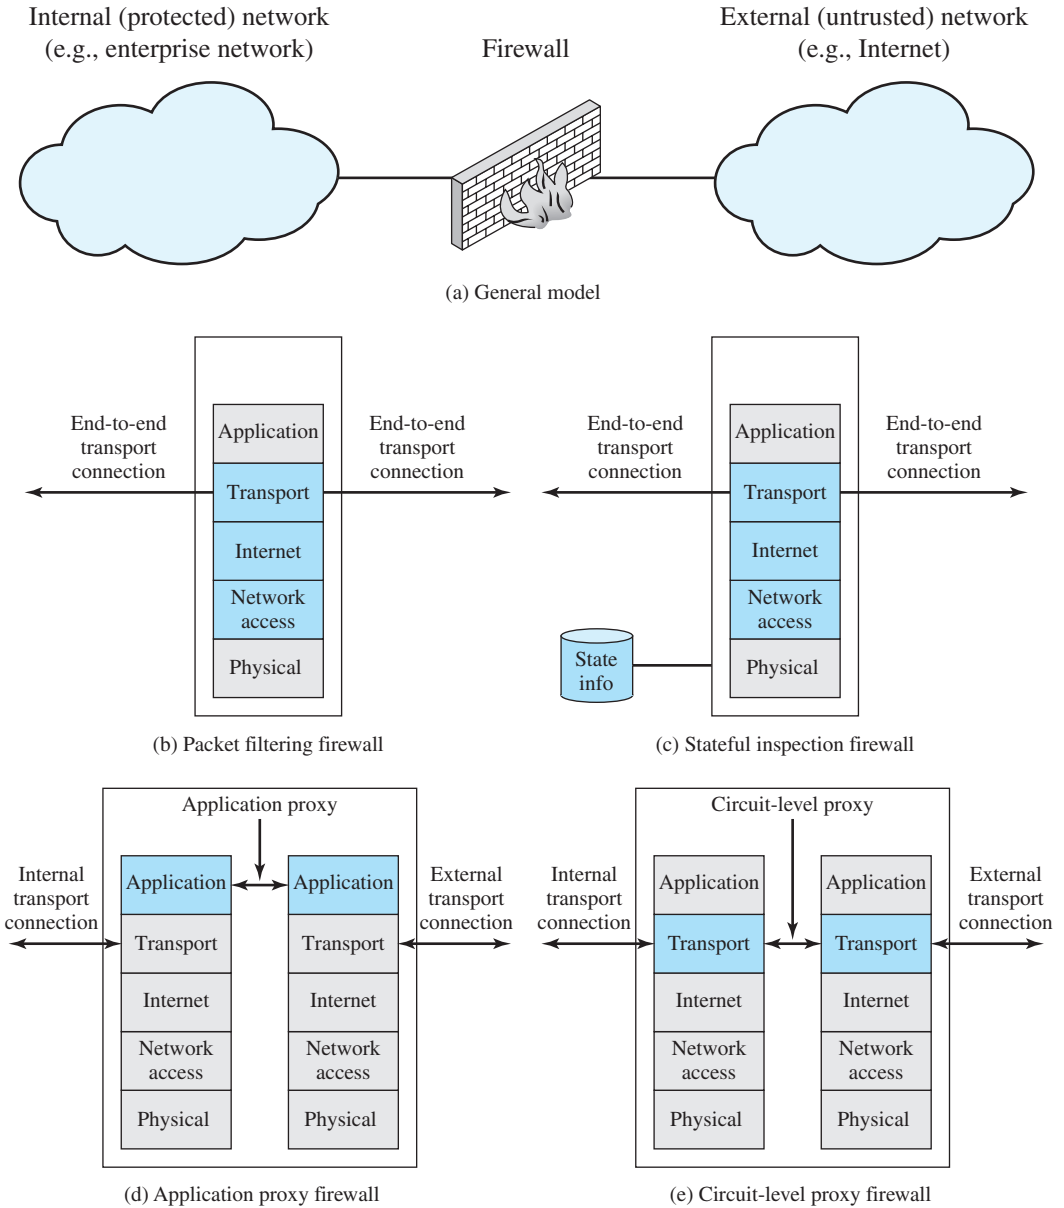 Internal (protected) network
(e.g., enterprise network)
Firewall
External (untrusted) network
(e.g., Internet)
(a) General model
End-to-end
transport
connection
Application
Transport
Internet
Network
access
Physical
End-to-end
transport
connection
(b) Packet filtering firewall
End-to-end
transport
connection
Application
Transport
Internet
Network
access
Physical
End-to-end
transport
connection
State
info
(c) Stateful inspection firewall
Application proxy
Internal
transport
connection
Application
Transport
Internet
Network
access
Physical
Application
Transport
Internet
Network
access
Physical
External
transport
connection
(d) Application proxy firewall
Circuit-level proxy
Internal
transport
connection
Application
Transport
Internet
Network
access
Physical
Application
Transport
Internet
Network
access
Physical
External
transport
connection
(e) Circuit-level proxy firewall